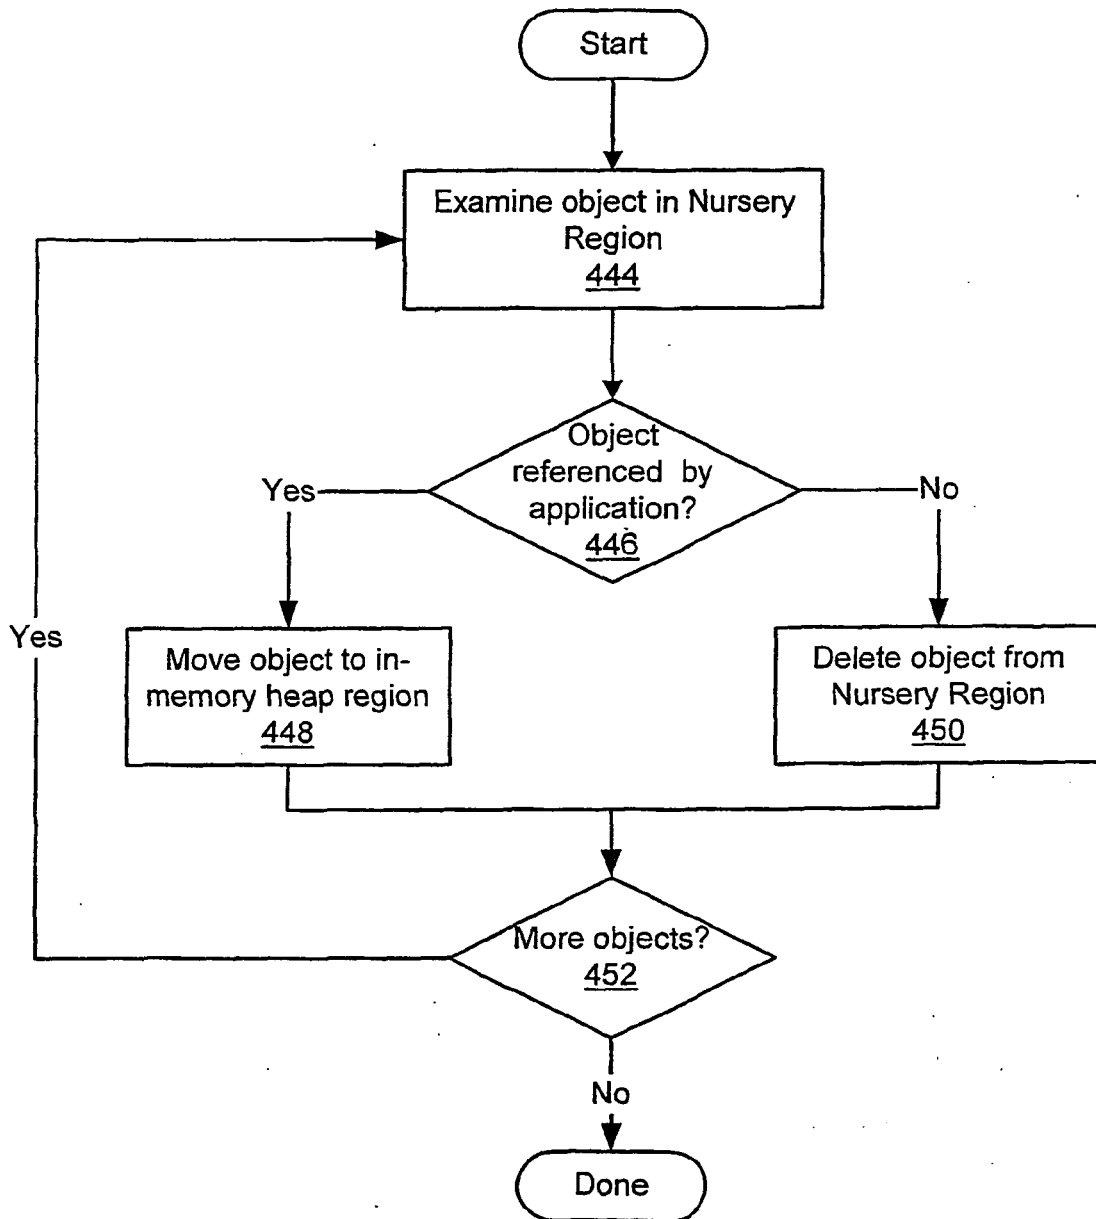 Start
Examine object in Nursery
Region
444
Object
referenced by
application?
446
Yes
No
Move object to in-
memory heap region
448
Delete object from
Nursery Region
450
Yes
More objects?
452
No
Done